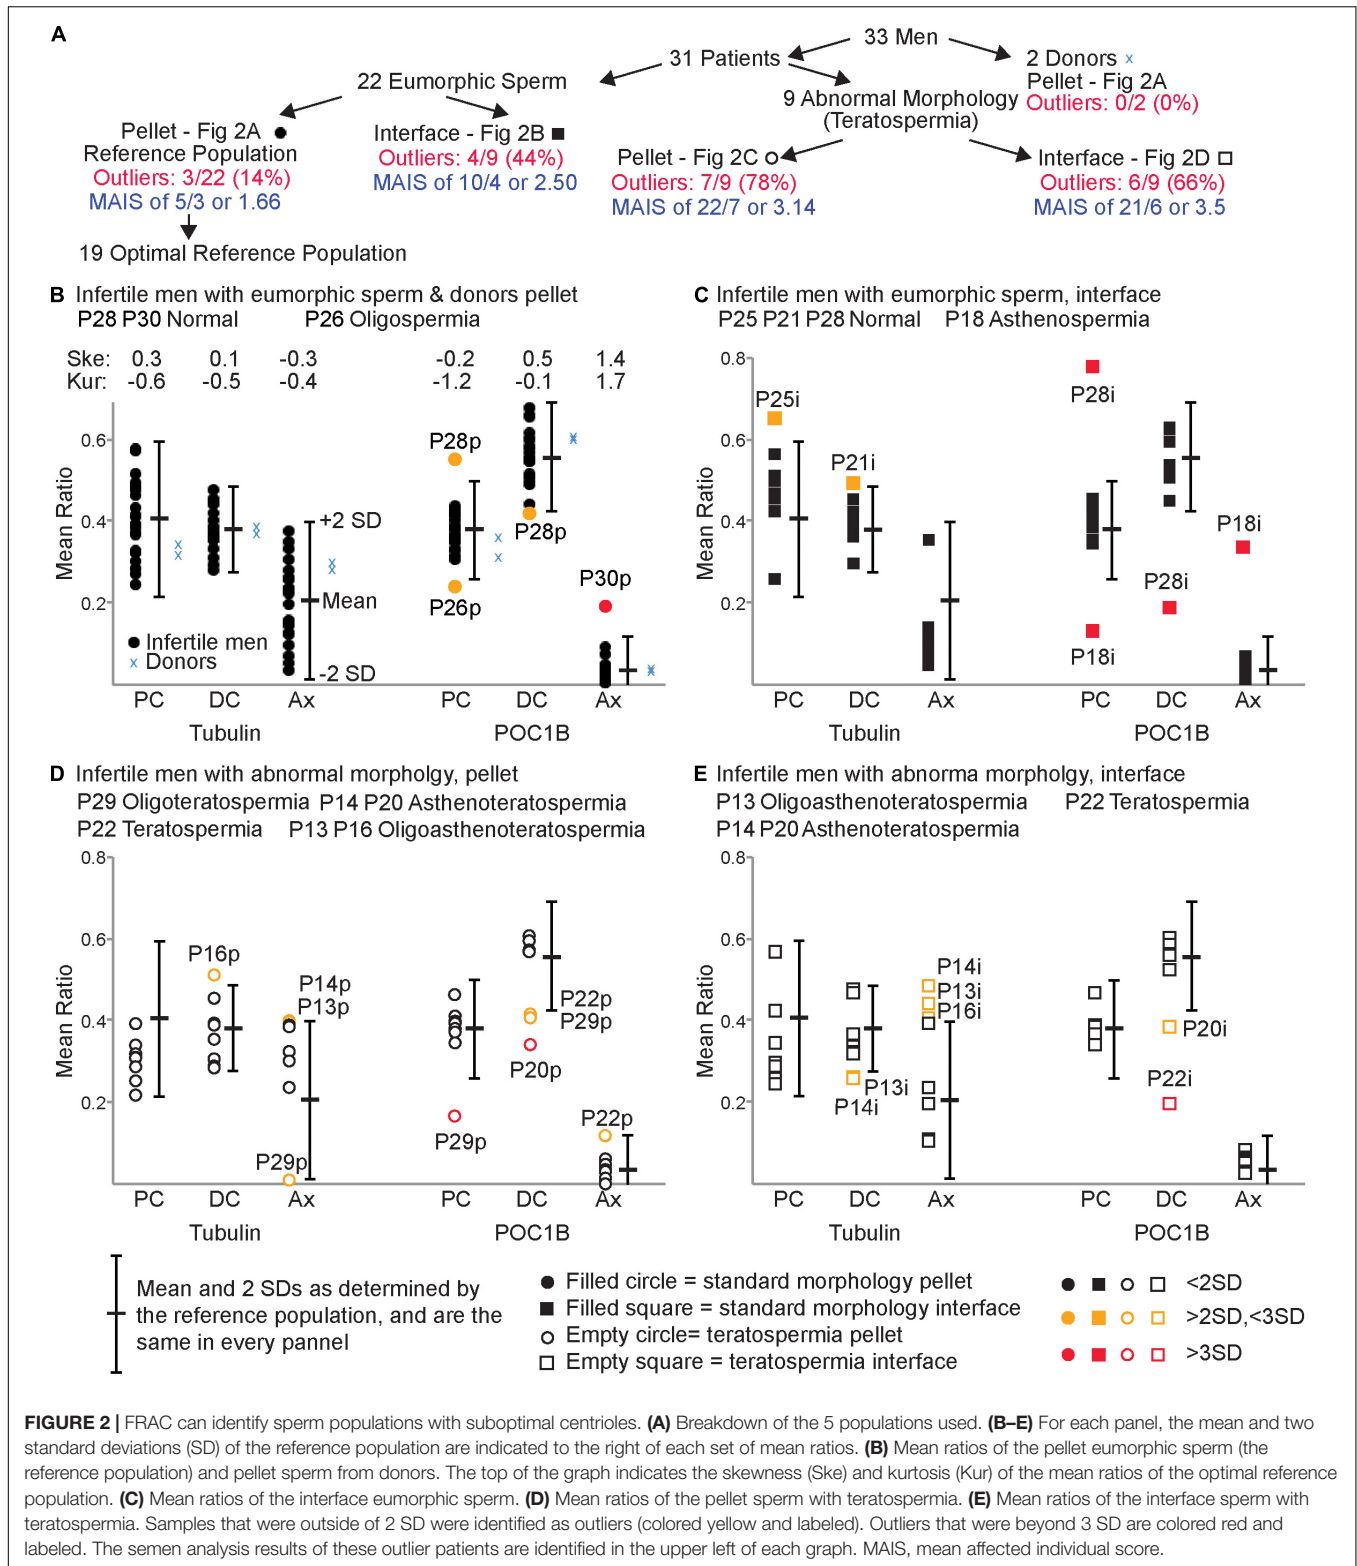 A
33 Men
31 Patients
2 Donors x
Pellet - Fig 2A
Outliers: 0/2 (0%)
22 Eumorphic Sperm
9 Abnormal Morphology
(Teratospermia)
Pellet - Fig 2A
Reference Population
Outliers: 3/22 (14%)
MAIS of 5/3 or 1.66
Interface - Fig 2B
Outliers: 4/9 (44%)
MAIS of 10/4 or 2.50
Pellet - Fig 2C
Outliers: 7/9 (78%)
MAIS of 22/7 or 3.14
Interface - Fig 2D
Outliers: 6/9 (66%)
MAIS of 21/6 or 3.5
19 Optimal Reference Population
B Infertile men with eumorphic sperm & donors pellet
P28 P30 Normal P26 Oligospermia
Ske: 0.3 0.1 -0.3 -0.2 0.5 1.4
Kur: -0.6 -0.5 -0.4 -1.2 -0.1 1.7
Mean Ratio
0.6
0.4
0.2
+2 SD
Mean
-2 SD
P28p
P26p
P28p
P30p
Infertile men
x Donors
PC DC Ax PC DC Ax
Tubulin POC1B
C Infertile men with eumorphic sperm, interface
P25 P21 P28 Normal P18 Asthenospermia
Mean Ratio
0.8
0.6
0.4
0.2
P25i
P21i
P28i
P18i
P28i
P18i
PC DC Ax PC DC Ax
Tubulin POC1B
D Infertile men with abnormal morpholgy, pellet
P29 Oligoteratospermia P14 P20 Asthenoteratospermia
P22 Teratospermia P13 P16 Oligoasthenoteratospermia
Mean Ratio
0.8
0.6
0.4
0.2
P16p
P14p
P13p
P29p
P29p
P22p
P29p
P20p
P22p
PC DC Ax PC DC Ax
Tubulin POC1B
E Infertile men with abnorma morpholgy, interface
P13 Oligoasthenoteratospermia P22 Teratospermia
P14 P20 Asthenoteratospermia
Mean Ratio
0.8
0.6
0.4
0.2
P14i
P13i
P16i
P13i
P14i
P20i
P22i
PC DC Ax PC DC Ax
Tubulin POC1B
Mean and 2 SDs as determined by
the reference population, and are the
same in every pannel
Filled circle = standard morphology pellet
Filled square = standard morphology interface
Empty circle= teratospermia pellet
Empty square = teratospermia interface
<2SD
>2SD,<3SD
>3SD
FIGURE 2 | FRAC can identify sperm populations with suboptimal centrioles. (A) Breakdown of the 5 populations used. (B–E) For each panel, the mean and two
standard deviations (SD) of the reference population are indicated to the right of each set of mean ratios. (B) Mean ratios of the pellet eumorphic sperm (the
reference population) and pellet sperm from donors. The top of the graph indicates the skewness (Ske) and kurtosis (Kur) of the mean ratios of the optimal reference
population. (C) Mean ratios of the interface eumorphic sperm. (D) Mean ratios of the pellet sperm with teratospermia. (E) Mean ratios of the interface sperm with
teratospermia. Samples that were outside of 2 SD were identified as outliers (colored yellow and labeled). Outliers that were beyond 3 SD are colored red and
labeled. The semen analysis results of these outlier patients are identified in the upper left of each graph. MAIS, mean affected individual score.